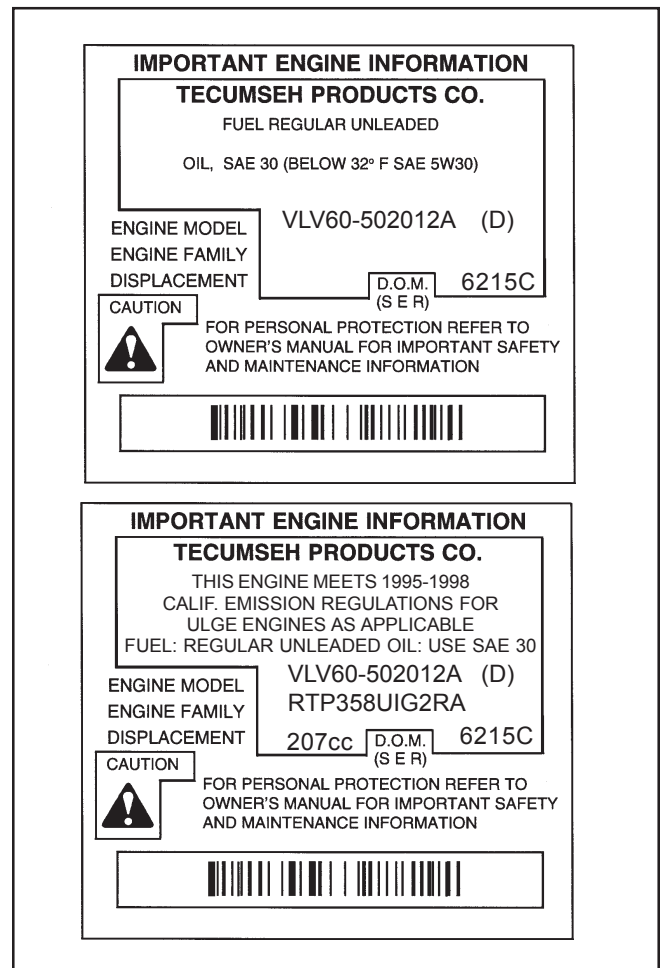 IMPORTANT ENGINE INFORMATION
TECUMSEH PRODUCTS CO.
FUEL REGULAR UNLEADED
OIL, SAE 30 (BELOW 32º F SAE 5W30)
ENGINE MODEL VLV60-502012A (D)
ENGINE FAMILY
DISPLACEMENT D.O.M. 6215C
(S E R)
CAUTION
FOR PERSONAL PROTECTION REFER TO
OWNER'S MANUAL FOR IMPORTANT SAFETY
AND MAINTENANCE INFORMATION
IMPORTANT ENGINE INFORMATION
TECUMSEH PRODUCTS CO.
THIS ENGINE MEETS 1995-1998
CALIF. EMISSION REGULATIONS FOR
ULGE ENGINES AS APPLICABLE
FUEL: REGULAR UNLEADED OIL: USE SAE 30
ENGINE MODEL VLV60-502012A (D)
ENGINE FAMILY RTP358UIG2RA
DISPLACEMENT 207cc D.O.M. 6215C
(S E R)
CAUTION
FOR PERSONAL PROTECTION REFER TO
OWNER'S MANUAL FOR IMPORTANT SAFETY
AND MAINTENANCE INFORMATION